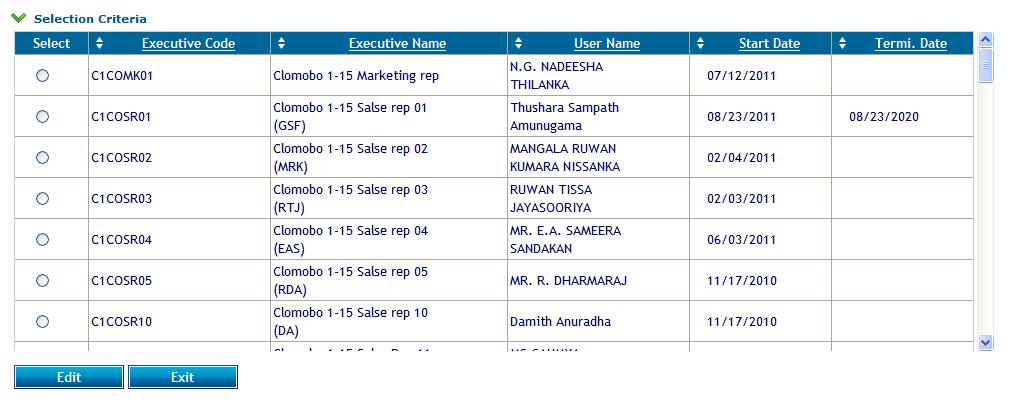 Selection Criteria
Select Executive Code Executive Name User Name Start Date Termi. Date
C1COMK01 Clomobo 1-15 Marketing rep N.G. NADEESHA THILANKA 07/12/2011
C1COSR01 Clomobo 1-15 Salse rep 01 (GSF) Thushara Sampath Amunugama 08/23/2011 08/23/2020
C1COSR02 Clomobo 1-15 Salse rep 02 (MRK) MANGALA RUWAN KUMARA NISSANKA 02/04/2011
C1COSR03 Clomobo 1-15 Salse rep 03 (RTJ) RUWAN TISSA JAYASOORIYA 02/03/2011
C1COSR04 Clomobo 1-15 Salse rep 04 (EAS) MR. E.A. SAMEERA SANDAKAN 06/03/2011
C1COSR05 Clomobo 1-15 Salse rep 05 (RDA) MR. R. DHARMARAJ 11/17/2010
C1COSR10 Clomobo 1-15 Salse rep 10 (DA) Damith Anuradha 11/17/2010
Edit Exit